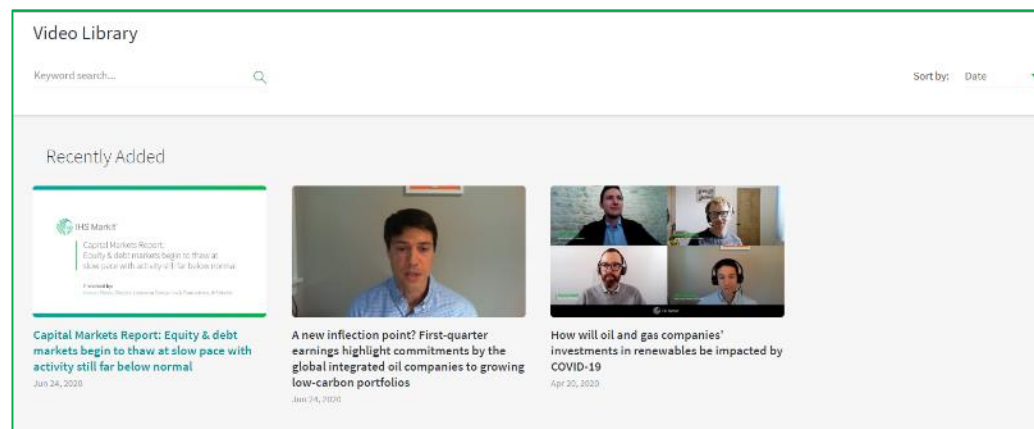 Video Library
Keyword search...
Sort by: Date
Recently Added
IHS Markit
Capital Markets Report:
Equity & debt markets begin to thaw at
slow pace with activity still far below normal
Presented by:
Capital Markets Report: Equity & debt
markets begin to thaw at slow pace with
activity still far below normal
Jun 24, 2020
A new inflection point? First-quarter
earnings highlight commitments by the
global integrated oil companies to growing
low-carbon portfolios
Jun 24, 2020
How will oil and gas companies'
investments in renewables be impacted by
COVID-19
Apr 20, 2020